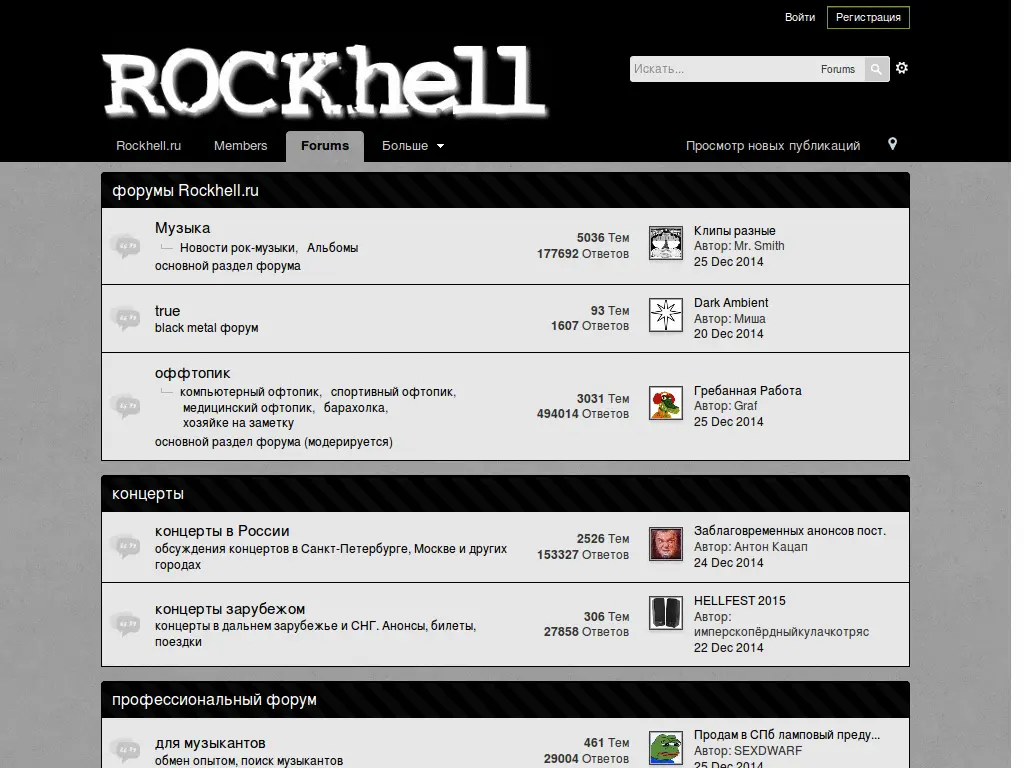 Войти
Регистрация
ROCKhell
Искать...
Forums
Rockhell.ru
Members
Forums
Больше
Просмотр новых публикаций
форумы Rockhell.ru
Музыка
Новости рок-музыки, Альбомы
основной раздел форума
5036 Тем
177692 Ответов
Клипы разные
Автор: Mr. Smith
25 Dec 2014
true
black metal форум
93 Тем
1607 Ответов
Dark Ambient
Автор: Миша
20 Dec 2014
оффтопик
компьютерный офтопик, спортивный офтопик,
медицинский офтопик, барахолка,
хозяйке на заметку
основной раздел форума (модерируется)
3031 Тем
494014 Ответов
Гребанная Работа
Автор: Graf
25 Dec 2014
концерты
концерты в России
обсуждения концертов в Санкт-Петербурге, Москве и других
городах
2526 Тем
153327 Ответов
Заблаговременных анонсов пост.
Автор: Антон Кацап
24 Dec 2014
концерты зарубежом
концерты в дальнем зарубежье и СНГ. Анонсы, билеты,
поездки
306 Тем
27858 Ответов
HELLFEST 2015
Автор:
имперскопёрдныйкулачкотряс
22 Dec 2014
профессиональный форум
для музыкантов
обмен опытом, поиск музыкантов
461 Тем
29004 Ответов
Продам в СПб ламповый преду...
Автор: SEXDWARF
25 Dec 2014